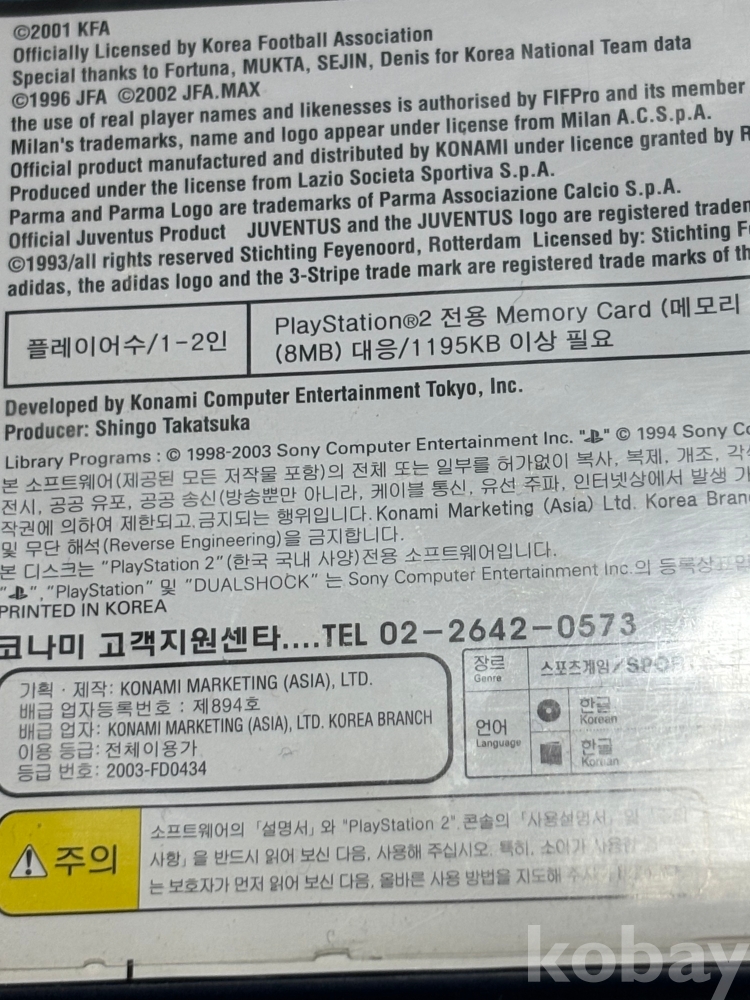 ©2001 KFA
Officially Licensed by Korea Football Association
Special thanks to Fortuna, MUKTA, SEJIN, Denis for Korea National Team data
©1996 JFA ©2002 JFA.MAX
the use of real player names and likenesses is authorised by FIFPro and its member
Milan's trademarks, name and logo appear under license from Milan A.C.S.p.A.
Official product manufactured and distributed by KONAMI under licence granted by
Produced under the license from Lazio Societa Sportiva S.p.A.
Parma and Parma Logo are trademarks of Parma Associazione Calcio S.p.A.
Official Juventus Product JUVENTUS and the JUVENTUS logo are registered
©1993/all rights reserved Stichting Feyenoord, Rotterdam Licensed by: Stichting
adidas, the adidas logo and the 3-Stripe trade mark are registered trade marks of
플레이어수/1-2인
PlayStation®2 전용 Memory Card (메모리
(8MB) 대응/1195KB 이상 필요
Developed by Konami Computer Entertainment Tokyo, Inc.
Producer: Shingo Takatsuka
Library Programs : © 1998-2003 Sony Computer Entertainment Inc. " " © 1994 Sony
본 소프트웨어(제공된 모든 저작물 포함)의 전체 또는 일부를 허가없이 복사, 복제, 개조,
전시, 공공 유포, 공공 송신(방송뿐만 아니라, 케이블 통신, 유선 주파, 인터넷상에서 발생
작권에 의하여 제한되고,금지되는 행위입니다.Konami Marketing (Asia) Ltd. Korea
및 무단 해석(Reverse Engineering)을 금지합니다.
본 디스크는 "PlayStation 2"(한국 국내 사양)전용 소프트웨어입니다.
" ","PlayStation" 및 "DUALSHOCK" 는 Sony Computer Entertainment Inc.의
PRINTED IN KOREA
코나미 고객지원센타....TEL 02-2642-0573
기획 · 제작: KONAMI MARKETING (ASIA), LTD.
배급 업자등록번호 : 제894호
배급 업자: KONAMI MARKETING (ASIA), LTD. KOREA BRANCH
이용 등급: 전체이용가
등급 번호: 2003-FD0434
장르
Genre
스포츠게임/SPORT
언어
Language
한글
Korean
한글
Korean
주의
소프트웨어의 「설명서」와 "PlayStation 2" 콘솔의 「사용설명서
사항」을 반드시 읽어 보신 다음, 사용해 주십시오. 특히, 소아가
는 보호자가 먼저 읽어 보신 다음, 올바른 사용 방법을 지도해
kobay